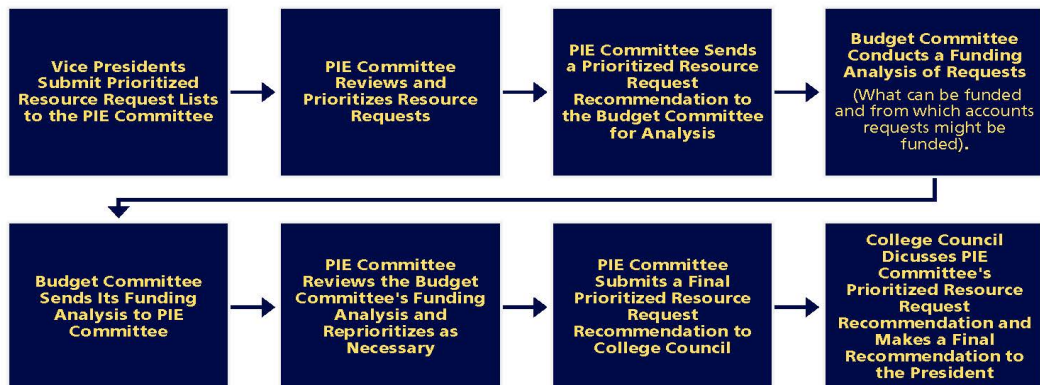 Vice Presidents
Submit Prioritized
Resource Request Lists
to the PIE Committee
PIE Committee
Reviews and
Prioritizes Resource
Requests
PIE Committee Sends
a Prioritized Resource
Request
Recommendation to
the Budget Committee
for Analysis
Budget Committee
Conducts a Funding
Analysis of Requests
(What can be funded
and from which accounts
requests might be
funded).
Budget Committee
Sends Its Funding
Analysis to PIE
Committee
PIE Committee
Reviews the Budget
Committee's Funding
Analysis and
Reprioritizes as
Necessary
PIE Committee
Submits a Final
Prioritized Resource
Request
Recommendation to
College Council
College Council
Dicusses PIE
Committee's
Prioritized Resource
Request
Recommendation and
Makes a Final
Recommendation to
the President